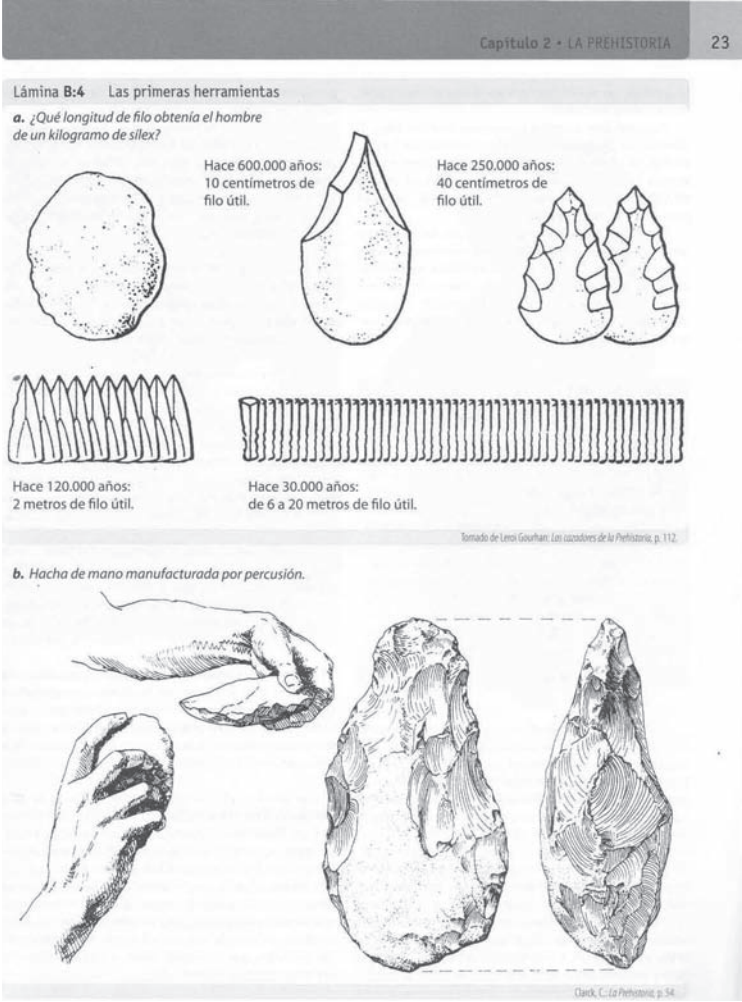 Capítulo 2 • LA PREHISTORIA 23
Lámina B:4 Las primeras herramientas
a. ¿Qué longitud de filo obtenía el hombre
de un kilogramo de sílex?
Hace 600.000 años:
10 centímetros de
filo útil.
Hace 250.000 años:
40 centímetros de
filo útil.
Hace 120.000 años:
2 metros de filo útil.
Hace 30.000 años:
de 6 a 20 metros de filo útil.
Tomado de Leroi Gourhan: Los cazadores de la Prehistoria, p. 112.
b. Hacha de mano manufacturada por percusión.
Clarck, C.: La Prehistoria, p. 54.